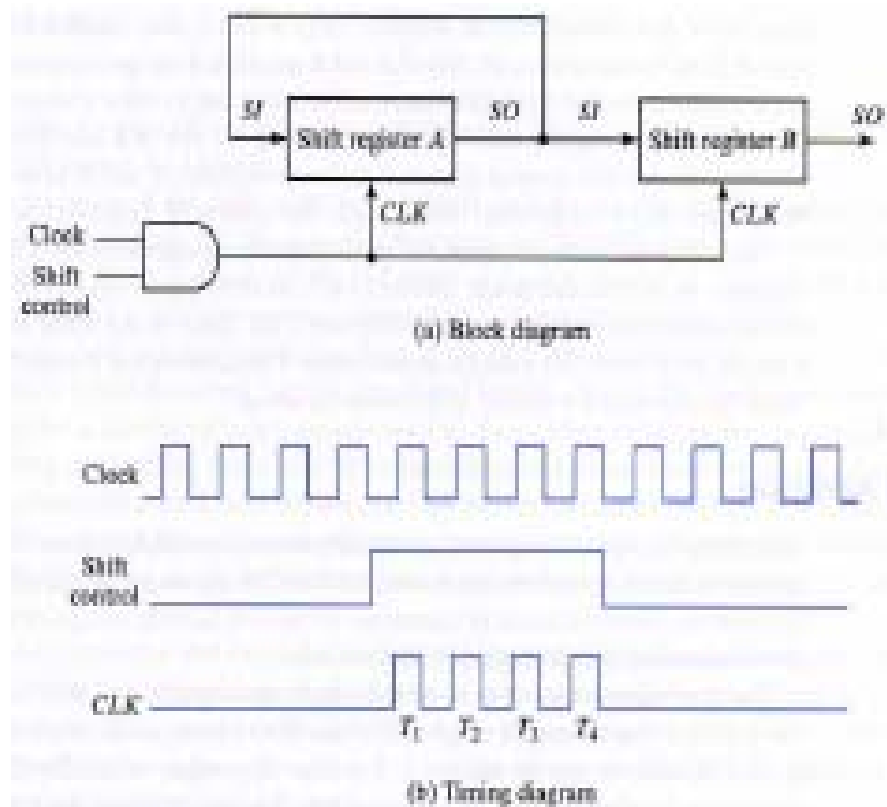 SI Shift register A SO SI Shift register B SO
CLK CLK
Clock
Shift
control
(a) Block diagram
Clock
Shift
control
CLK
T1 T2 T3 T4
(b) Timing diagram